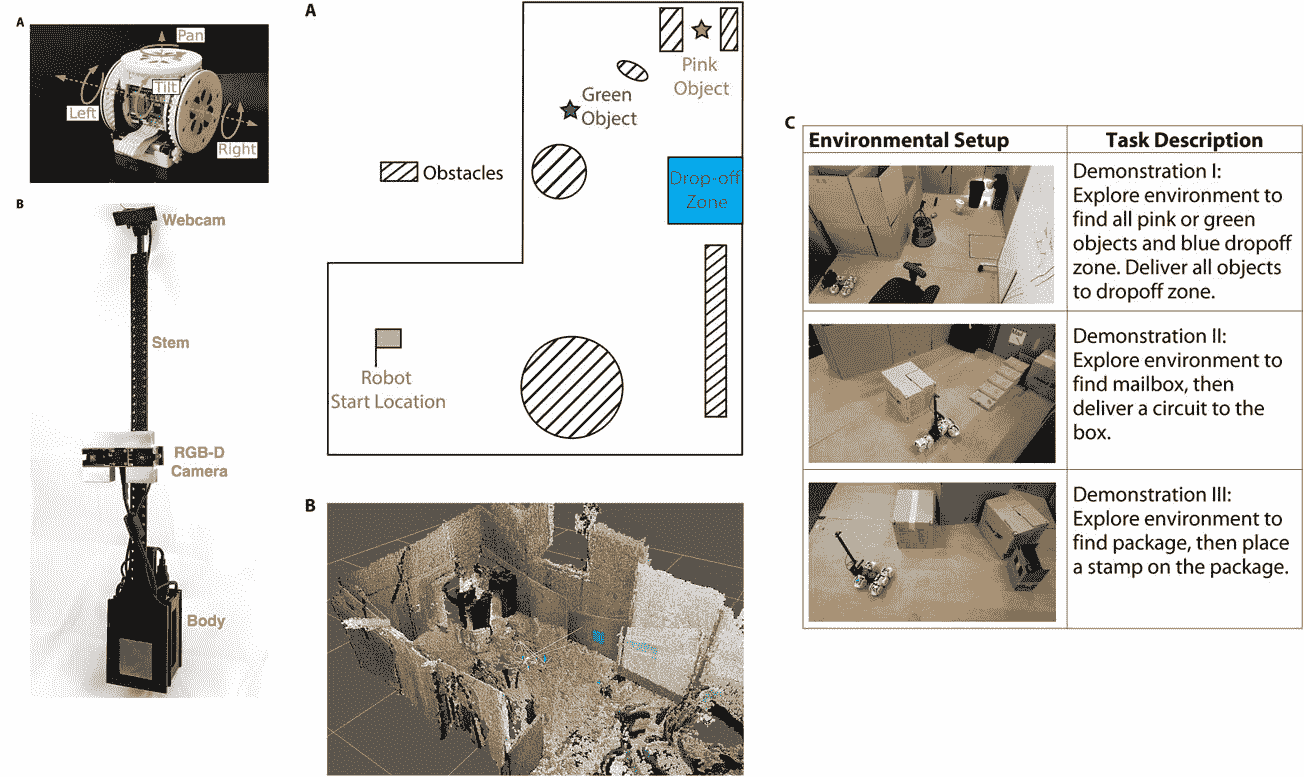 A
Pan
Tilt
Left
Right
B
Webcam
Stem
RGB-D
Camera
Body
A
Pink
Object
Green
Object
Obstacles
Drop-off
Zone
Robot
Start Location
B
C
Environmental Setup
Task Description
Demonstration I:
Explore environment to
find all pink or green
objects and blue dropoff
zone. Deliver all objects
to dropoff zone.
Demonstration II:
Explore environment to
find mailbox, then
deliver a circuit to the
box.
Demonstration III:
Explore environment to
find package, then place
a stamp on the package.